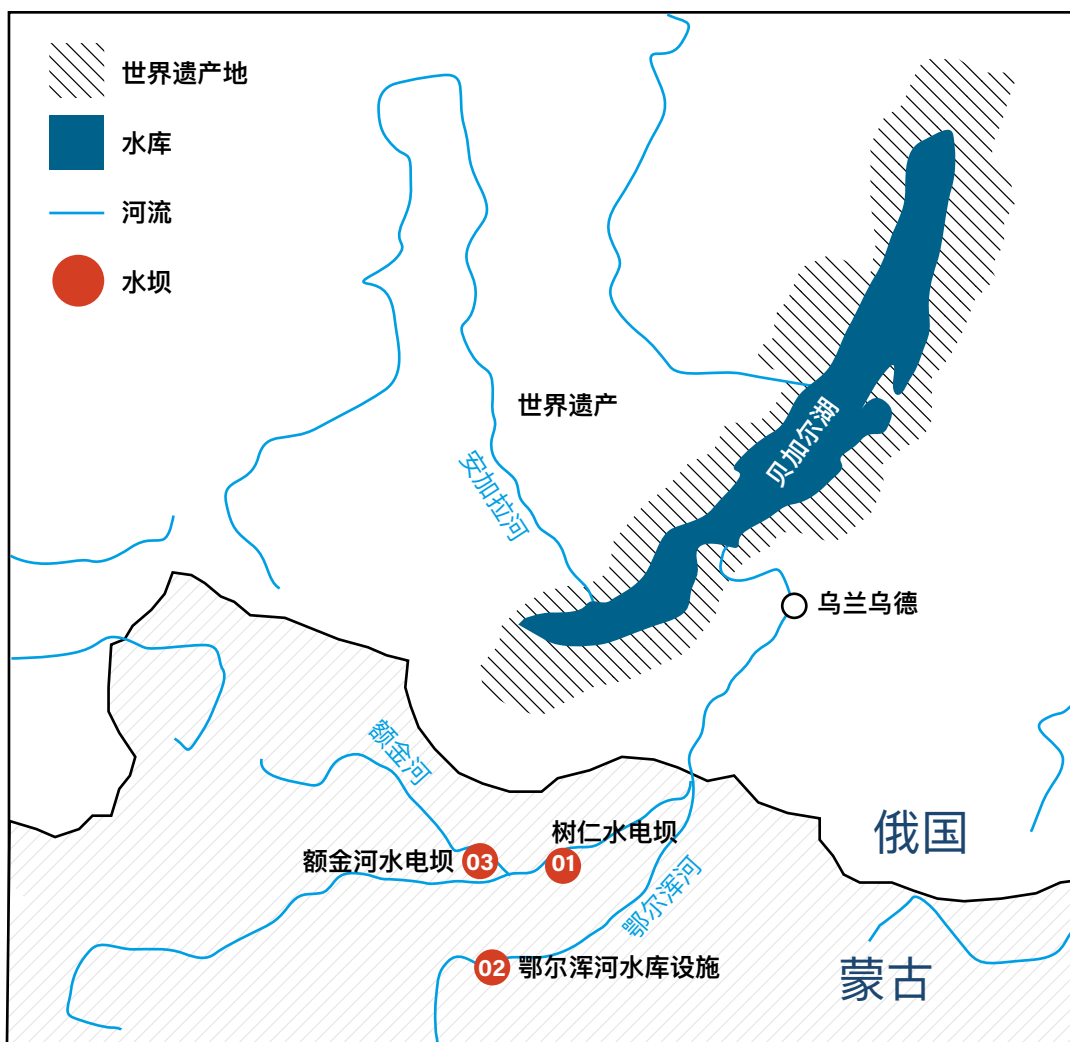 世界遗产地
水库
河流
水坝
世界遗产
安加拉河
贝加尔湖
乌兰乌德
额金河
树仁水电坝
额金河水电坝
03
01
俄国
鄂尔浑河
02
鄂尔浑河水库设施
蒙古